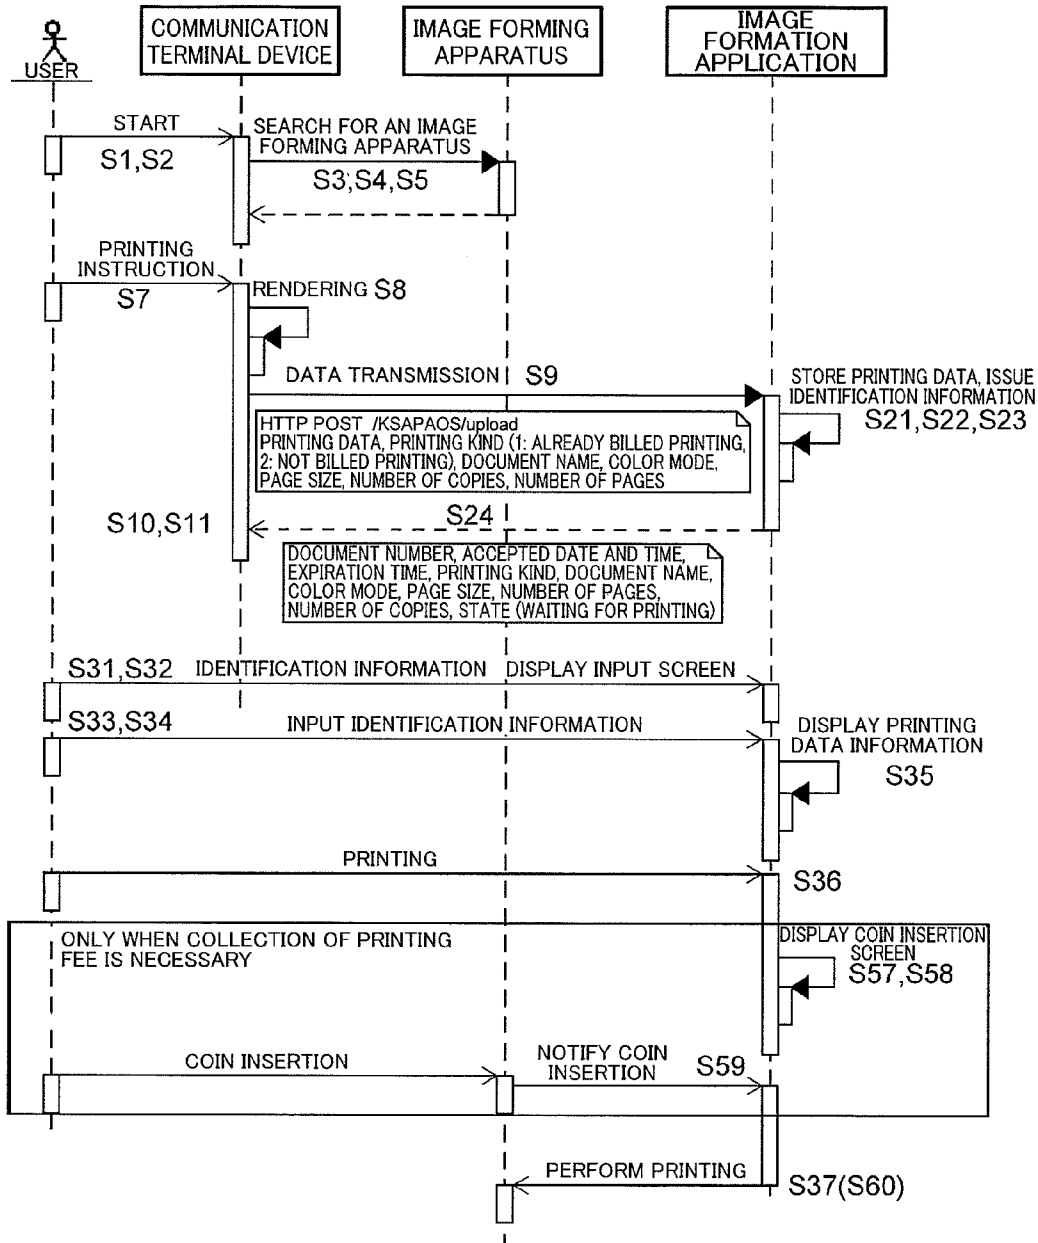 USER
COMMUNICATION
TERMINAL DEVICE
IMAGE FORMING
APPARATUS
IMAGE
FORMATION
APPLICATION
START
S1,S2
SEARCH FOR AN IMAGE
FORMING APPARATUS
S3,S4,S5
PRINTING
INSTRUCTION
S7
RENDERING S8
DATA TRANSMISSION S9
STORE PRINTING DATA, ISSUE
IDENTIFICATION INFORMATION
S21,S22,S23
HTTP POST /KSAPAOS/upload
PRINTING DATA, PRINTING KIND (1: ALREADY BILLED PRINTING,
2: NOT BILLED PRINTING), DOCUMENT NAME, COLOR MODE,
PAGE SIZE, NUMBER OF COPIES, NUMBER OF PAGES
S10,S11
S24
DOCUMENT NUMBER, ACCEPTED DATE AND TIME,
EXPIRATION TIME, PRINTING KIND, DOCUMENT NAME,
COLOR MODE, PAGE SIZE, NUMBER OF PAGES,
NUMBER OF COPIES, STATE (WAITING FOR PRINTING)
S31,S32 IDENTIFICATION INFORMATION DISPLAY INPUT SCREEN
S33,S34 INPUT IDENTIFICATION INFORMATION
DISPLAY PRINTING
DATA INFORMATION
S35
PRINTING
S36
ONLY WHEN COLLECTION OF PRINTING
FEE IS NECESSARY
DISPLAY COIN INSERTION
SCREEN
S57,S58
COIN INSERTION
NOTIFY COIN
INSERTION
S59
PERFORM PRINTING
S37(S60)